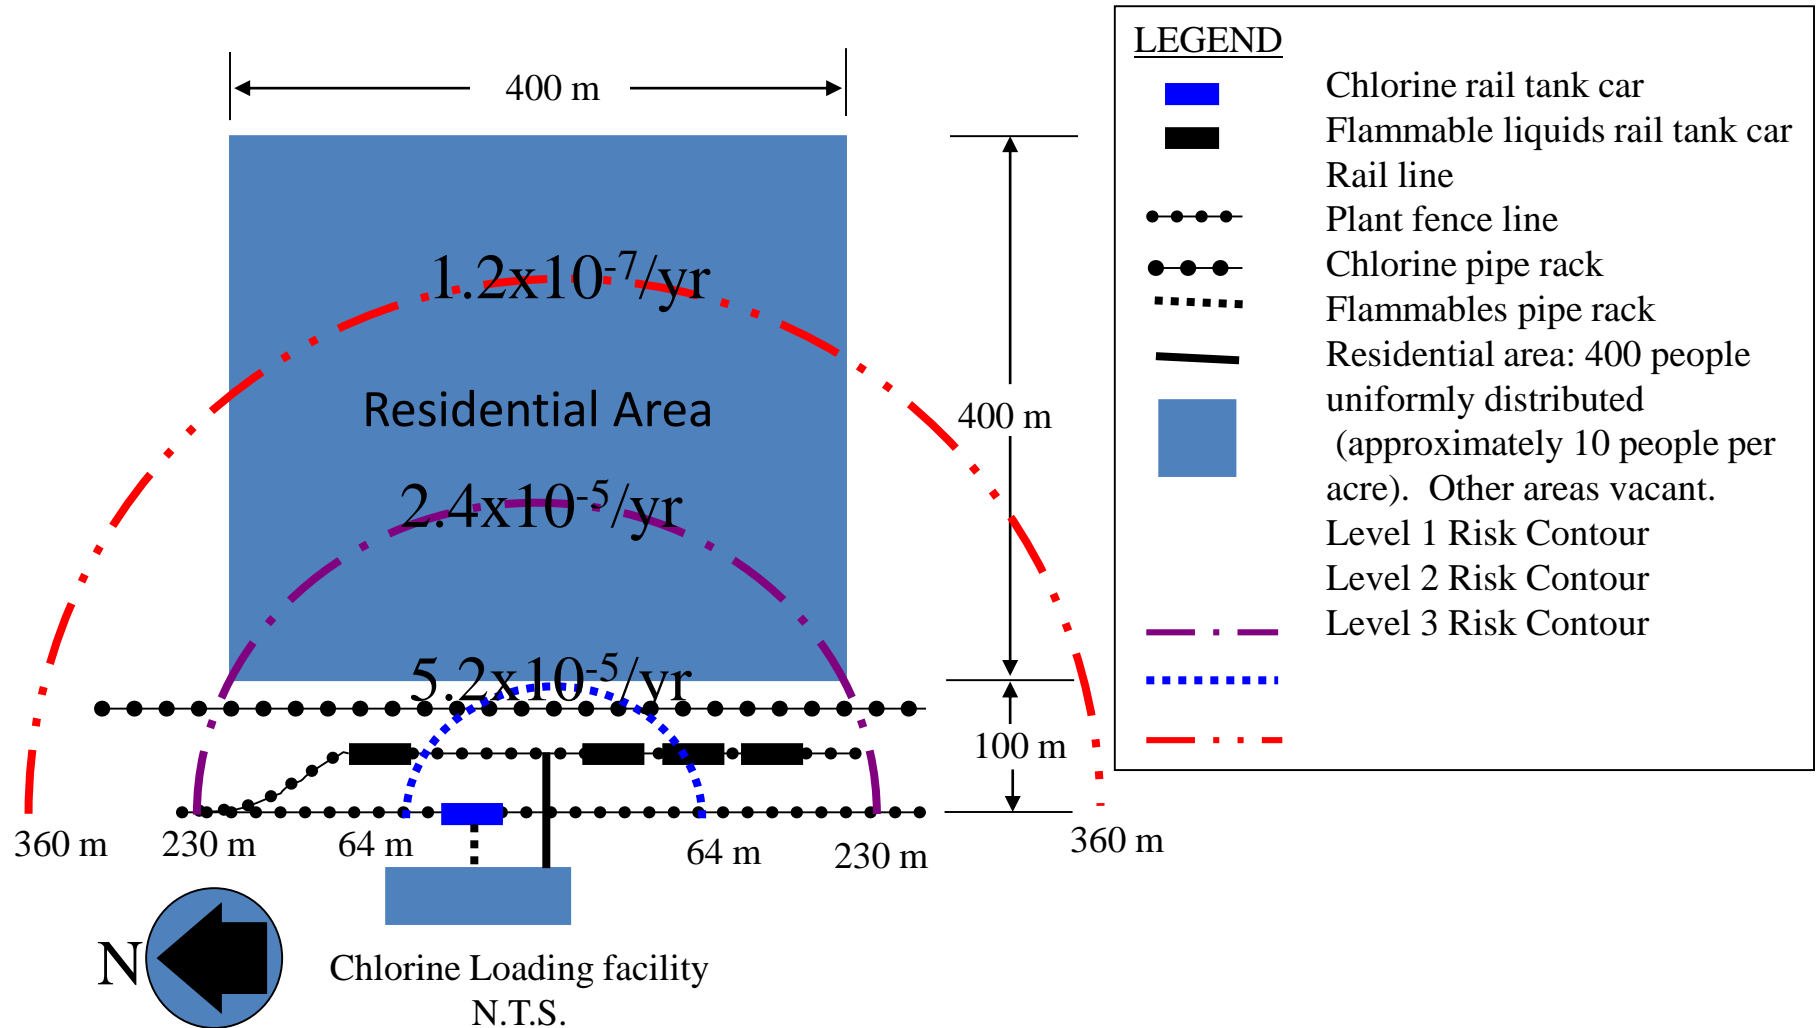 400 m
1.2x10⁻⁷/yr
Residential Area
2.4x10⁻⁵/yr
5.2x10⁻⁵/yr
400 m
100 m
360 m
230 m
64 m
64 m
230 m
360 m
N
Chlorine Loading facility
N.T.S.
LEGEND
Chlorine rail tank car
Flammable liquids rail tank car
Rail line
Plant fence line
Chlorine pipe rack
Flammables pipe rack
Residential area: 400 people
uniformly distributed
(approximately 10 people per
acre). Other areas vacant.
Level 1 Risk Contour
Level 2 Risk Contour
Level 3 Risk Contour